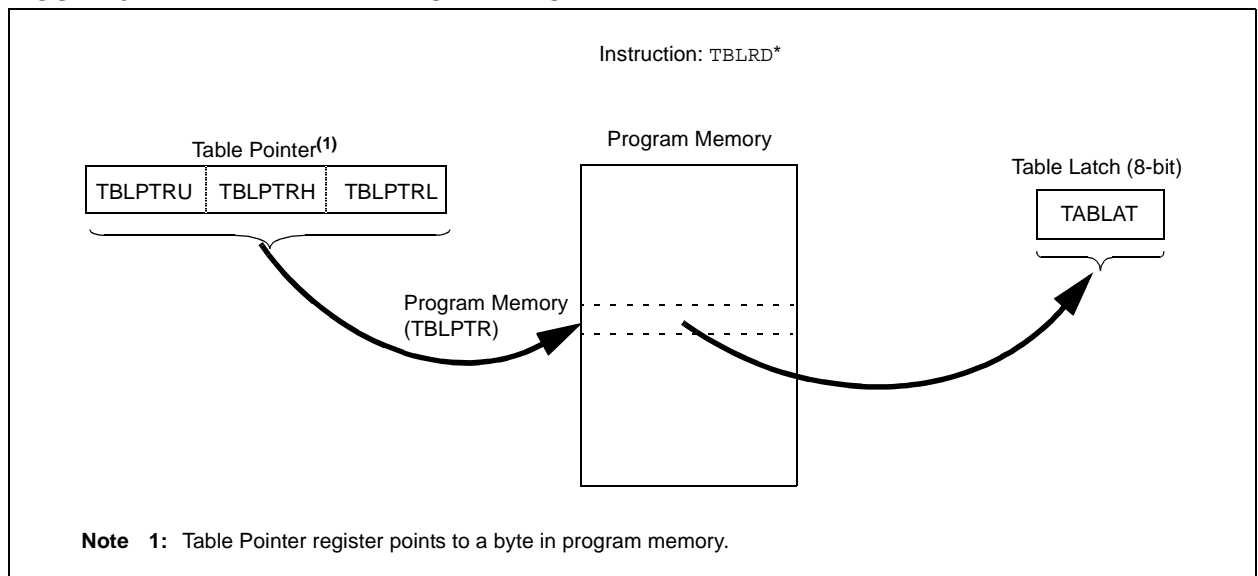 Instruction: TBLRD*
Table Pointer(1)
TBLPTRU TBLPTRH TBLPTRL
Program Memory
Table Latch (8-bit)
TABLAT
Program Memory
(TBLPTR)
Note 1: Table Pointer register points to a byte in program memory.